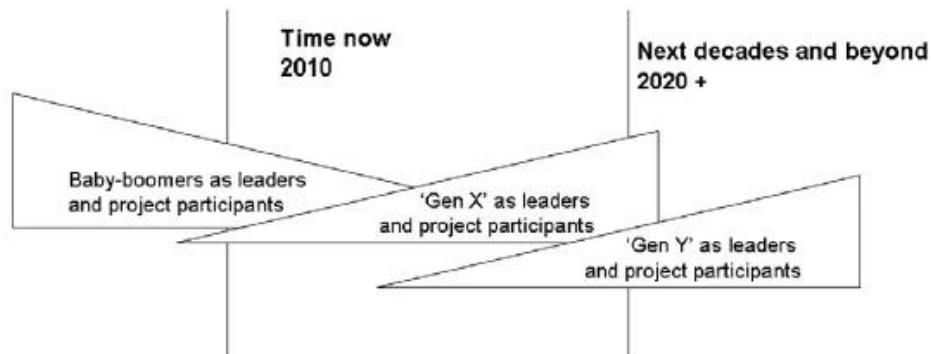 Time now
2010
Next decades and beyond
2020 +
Baby-boomers as leaders
and project participants
‘Gen X’ as leaders
and project participants
‘Gen Y’ as leaders
and project participants